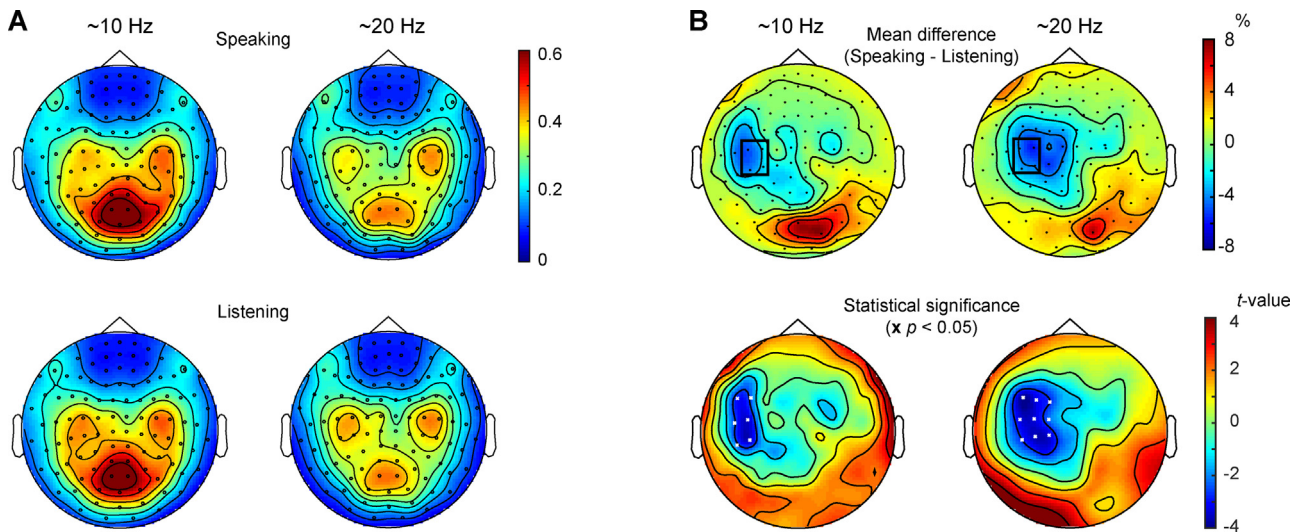 A
~10 Hz
~20 Hz
Speaking
0.6
0.4
0.2
0
Listening
B
~10 Hz
~20 Hz
%
Mean difference
(Speaking - Listening)
8
4
0
-4
-8
Statistical significance
(x p < 0.05)
t-value
4
2
0
-2
-4